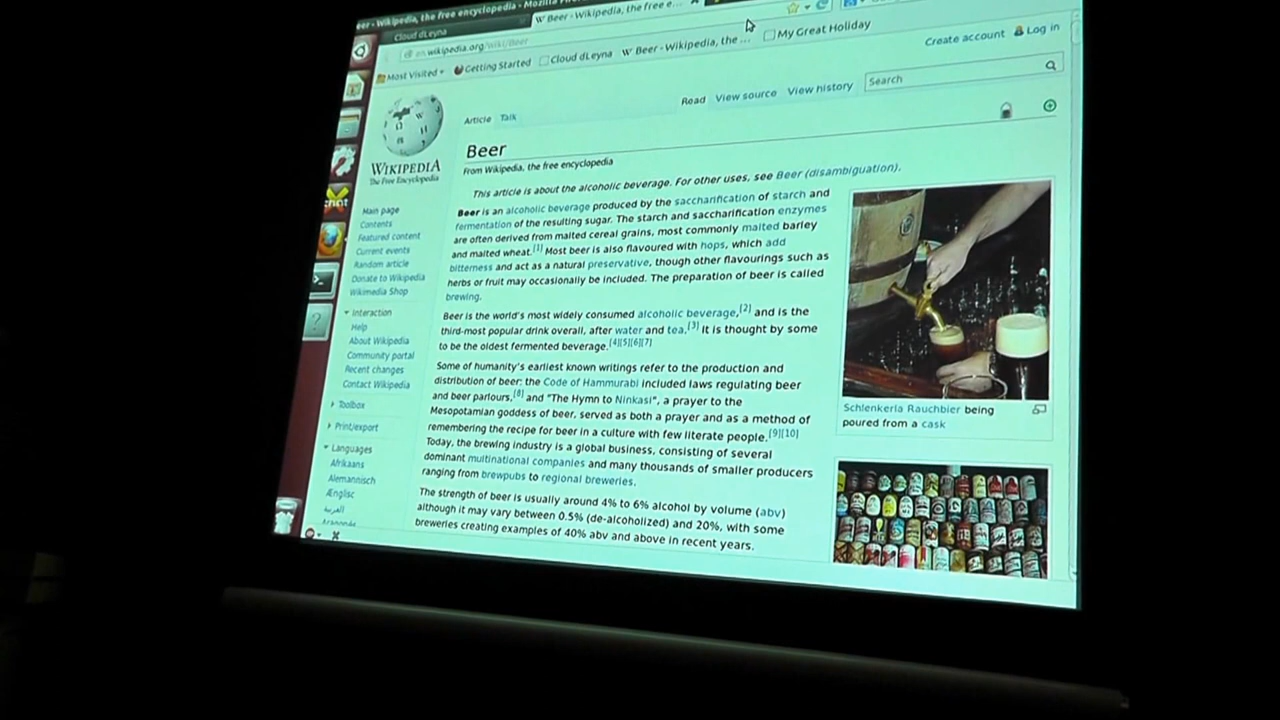 eer - Wikipedia, the free encyclopedia - Mozilla
Cloud dLeyna
W Beer - Wikipedia, the free e...
en.wikipedia.org/wiki/Beer
Most Visited
Getting Started
Cloud dLeyna
W Beer - Wikipedia, the ...
My Great Holiday
Create account
Log in
Article
Talk
Read
View source
View history
Search
WIKIPEDIA
The Free Encyclopedia
Main page
Contents
Featured content
Current events
Random article
Donate to Wikipedia
Wikimedia Shop
Interaction
Help
About Wikipedia
Community portal
Recent changes
Contact Wikipedia
Toolbox
Print/export
Languages
Afrikaans
Alemannisch
Ænglisc
العربية
Beer
From Wikipedia, the free encyclopedia
This article is about the alcoholic beverage. For other uses, see Beer (disambiguation).
Beer is an alcoholic beverage produced by the saccharification of starch and
fermentation of the resulting sugar. The starch and saccharification enzymes
are often derived from malted cereal grains, most commonly malted barley
and malted wheat.[1] Most beer is also flavoured with hops, which add
bitterness and act as a natural preservative, though other flavourings such as
herbs or fruit may occasionally be included. The preparation of beer is called
brewing.
Beer is the world's most widely consumed alcoholic beverage,[2] and is the
third-most popular drink overall, after water and tea.[3] It is thought by some
to be the oldest fermented beverage.[4][5][6][7]
Some of humanity's earliest known writings refer to the production and
distribution of beer: the Code of Hammurabi included laws regulating beer
and beer parlours,[8] and "The Hymn to Ninkasi", a prayer to the
Mesopotamian goddess of beer, served as both a prayer and as a method of
remembering the recipe for beer in a culture with few literate people.[9][10]
Today, the brewing industry is a global business, consisting of several
dominant multinational companies and many thousands of smaller producers
ranging from brewpubs to regional breweries.
The strength of beer is usually around 4% to 6% alcohol by volume (abv)
although it may vary between 0.5% (de-alcoholized) and 20%, with some
breweries creating examples of 40% abv and above in recent years.
Schlenkerla Rauchbier being
poured from a cask